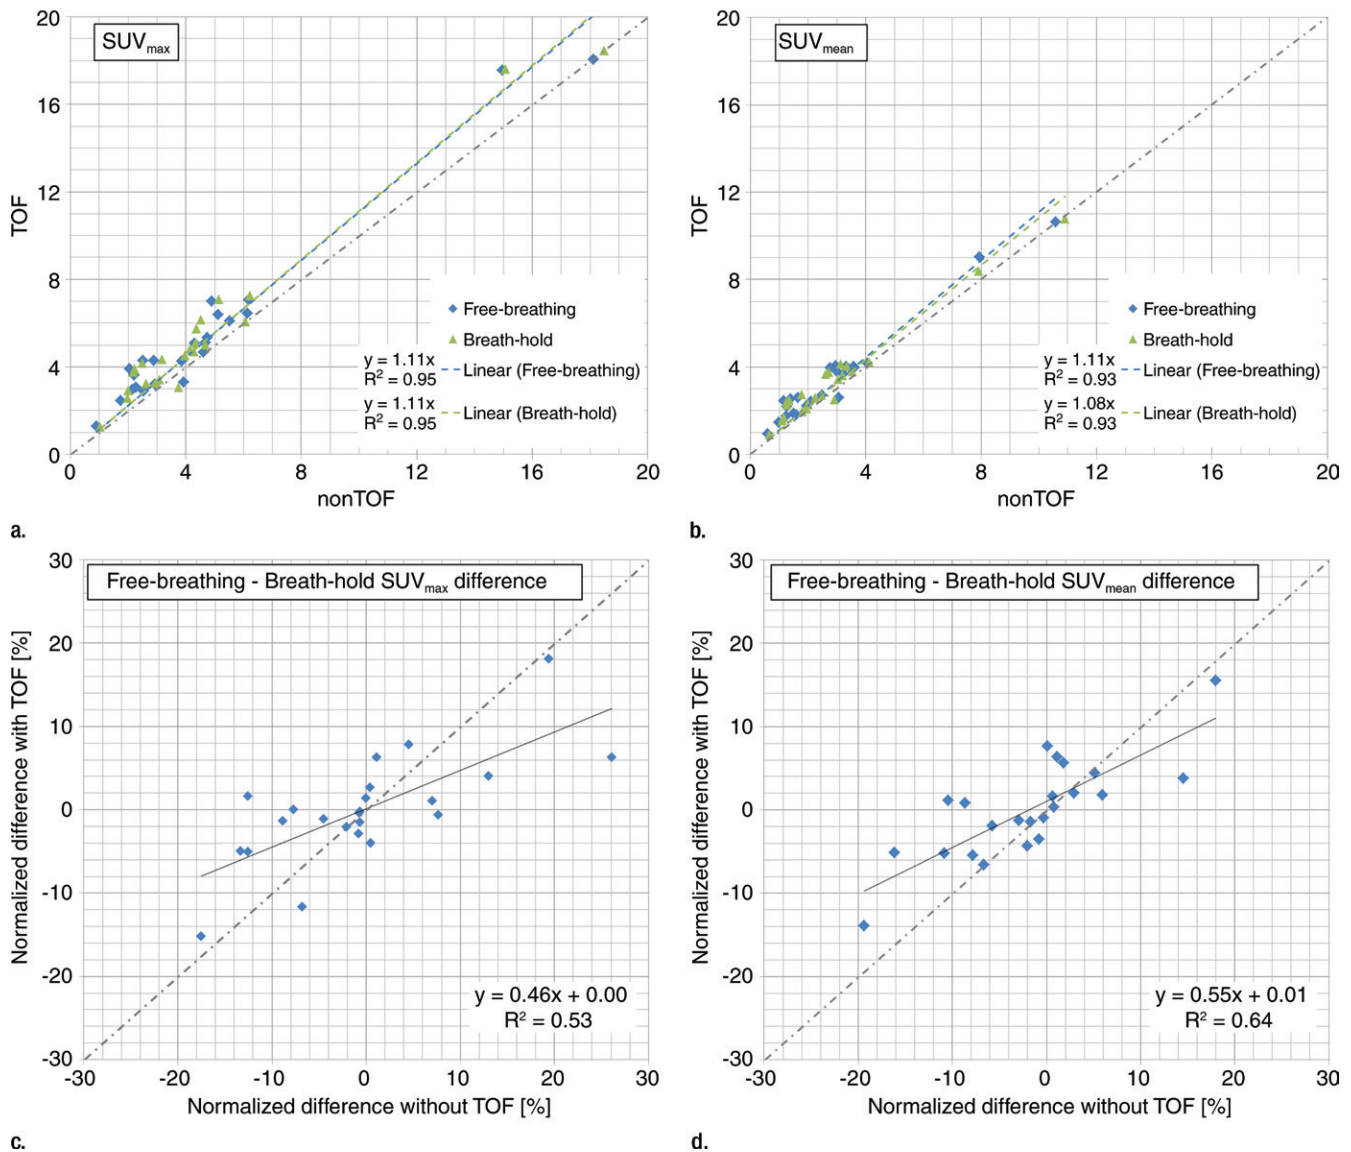 SUVmax
TOF
20
16
12
8
4
0
0 4 8 12 16 20
nonTOF
Free-breathing
Breath-hold
y = 1.11x
R² = 0.95
Linear (Free-breathing)
y = 1.11x
R² = 0.95
Linear (Breath-hold)
a.
SUVmean
TOF
20
16
12
8
4
0
0 4 8 12 16 20
nonTOF
Free-breathing
Breath-hold
y = 1.11x
R² = 0.93
Linear (Free-breathing)
y = 1.08x
R² = 0.93
Linear (Breath-hold)
b.
Free-breathing - Breath-hold SUVmax difference
Normalized difference with TOF [%]
30
20
10
0
-10
-20
-30
y = 0.46x + 0.00
R² = 0.53
-30 -20 -10 0 10 20 30
Normalized difference without TOF [%]
c.
Free-breathing - Breath-hold SUVmean difference
Normalized difference with TOF [%]
30
20
10
0
-10
-20
-30
y = 0.55x + 0.01
R² = 0.64
-30 -20 -10 0 10 20 30
Normalized difference without TOF [%]
d.